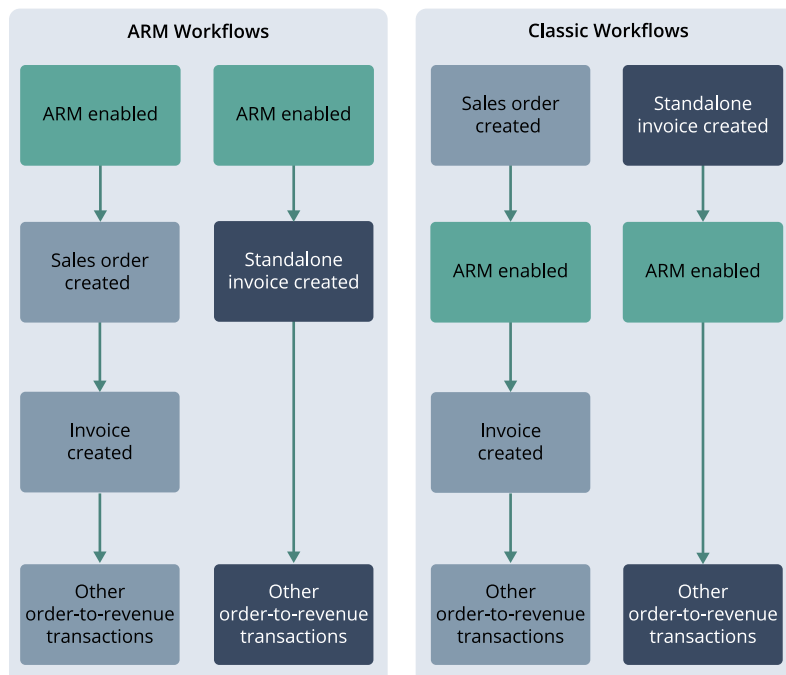 ARM Workflows
ARM enabled
Sales order
created
Invoice
created
Other
order-to-revenue
transactions
ARM enabled
Standalone
invoice created
Other
order-to-revenue
transactions
Classic Workflows
Sales order
created
ARM enabled
Invoice
created
Other
order-to-revenue
transactions
Standalone
invoice created
ARM enabled
Other
order-to-revenue
transactions